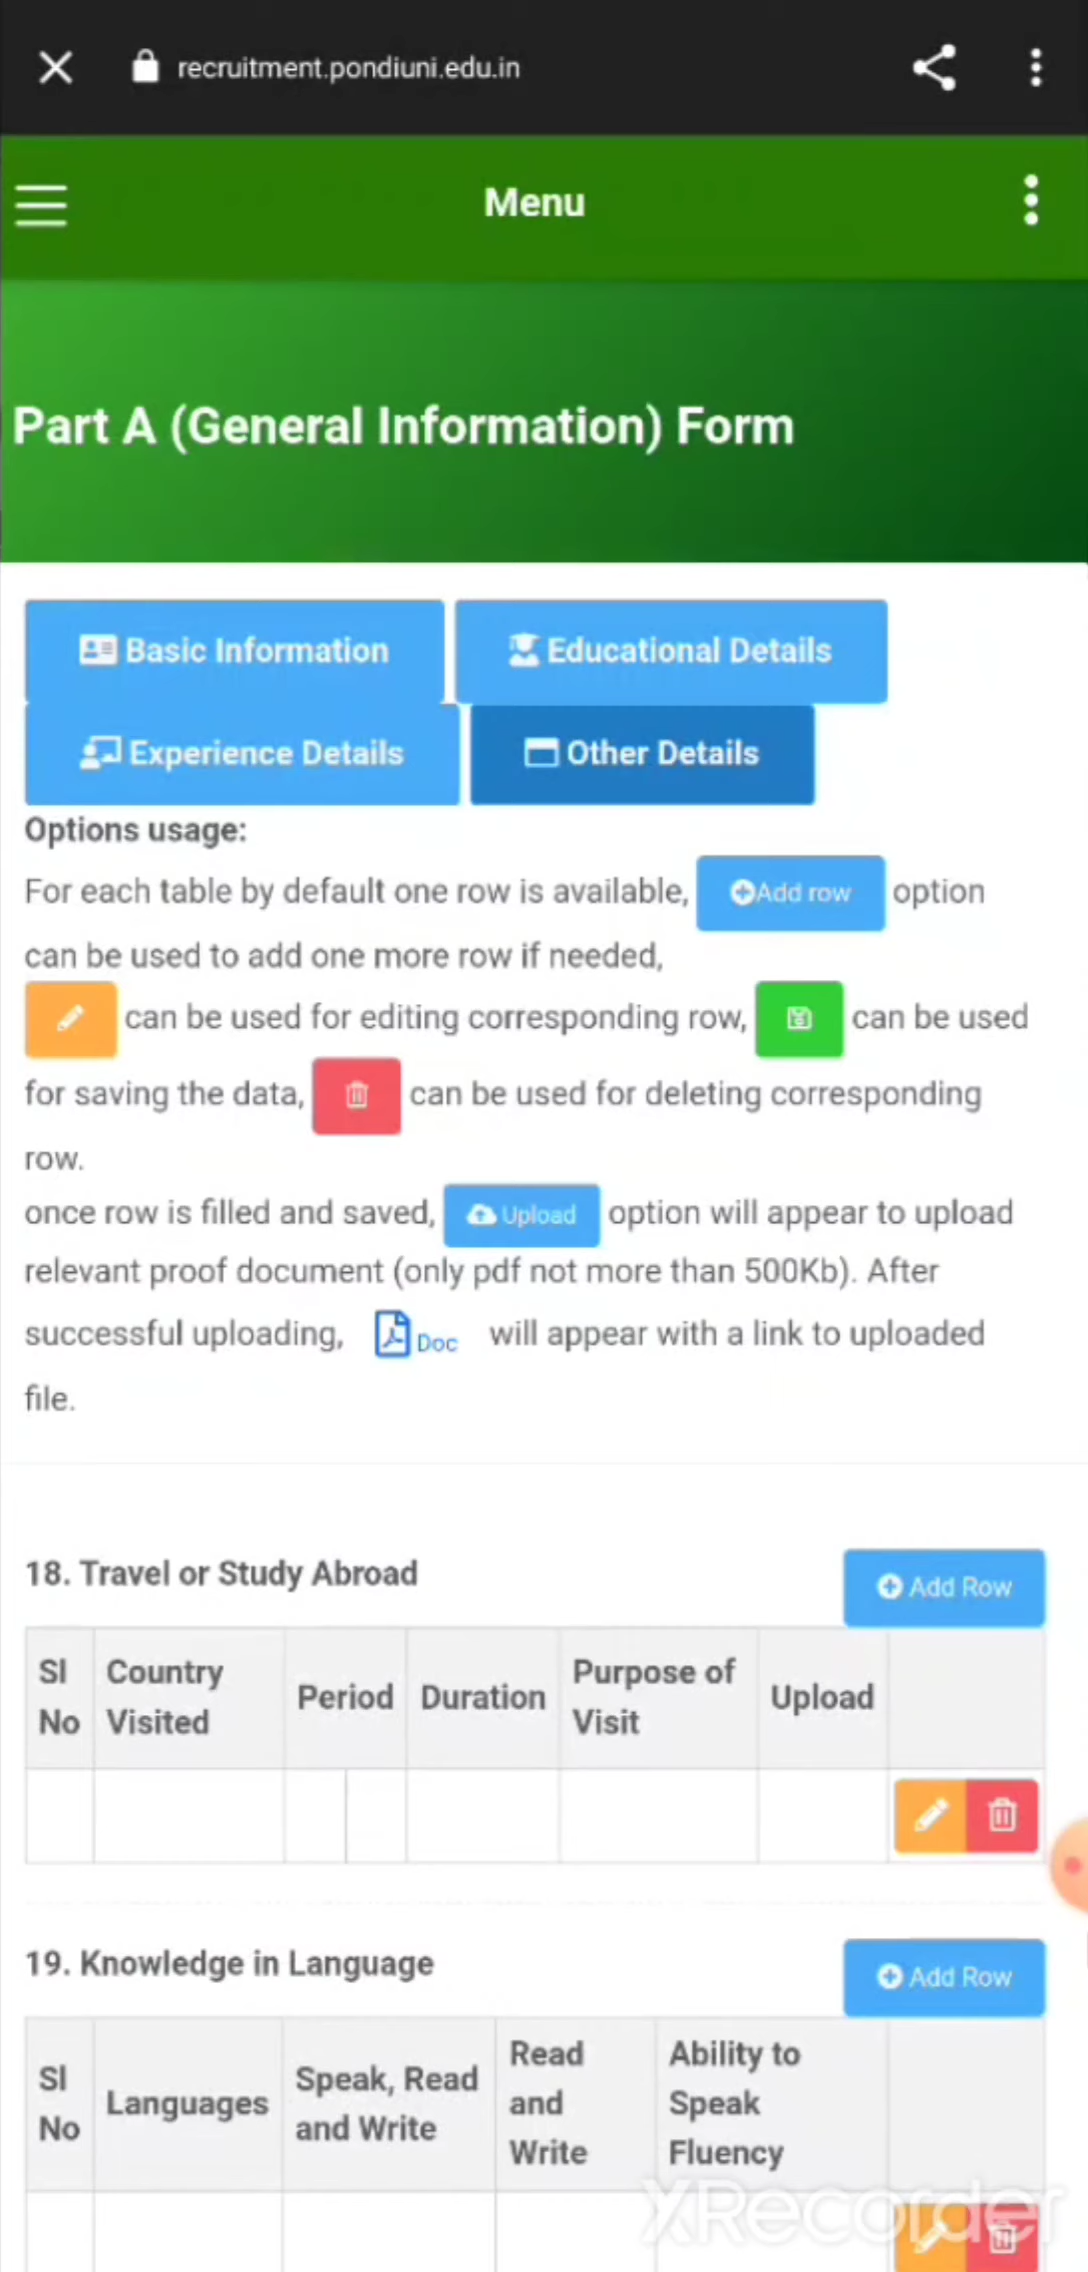 recruitment.pondiuni.edu.in
Menu
Part A (General Information) Form
Basic Information
Educational Details
Experience Details
Other Details
Options usage:
For each table by default one row is available, Add row option
can be used to add one more row if needed,
can be used for editing corresponding row, can be used
for saving the data, can be used for deleting corresponding
row.
once row is filled and saved, Upload option will appear to upload
relevant proof document (only pdf not more than 500Kb). After
successful uploading, Doc will appear with a link to uploaded
file.
18. Travel or Study Abroad
Add Row
Sl No
Country Visited
Period
Duration
Purpose of Visit
Upload
19. Knowledge in Language
Add Row
Sl No
Languages
Speak, Read and Write
Read and Write
Ability to Speak Fluency
XRecorder